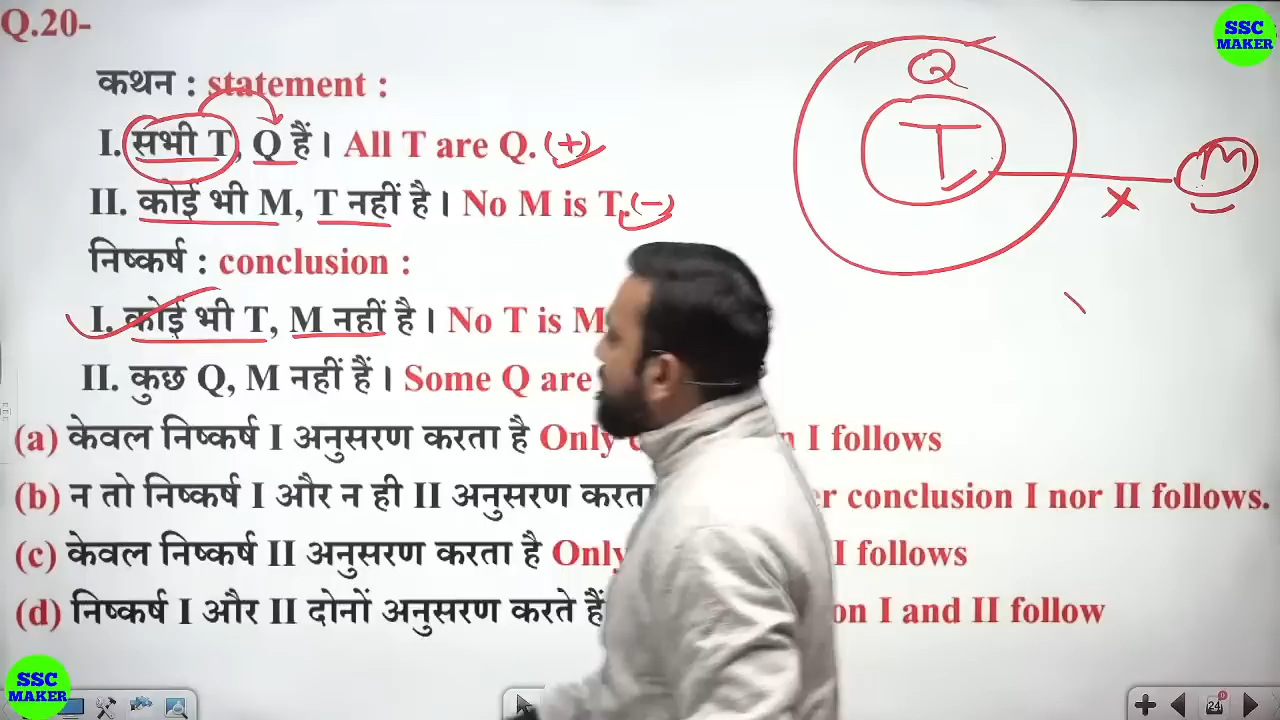 Q.20-
SSC
MAKER
कथन : statement :
Q
I. सभी T, Q हैं । All T are Q. (+)
T
M
X
II. कोई भी M, T नहीं है । No M is T. (-)
निष्कर्ष : conclusion :
I. कोई भी T, M नहीं है । No T is M
II. कुछ Q, M नहीं हैं । Some Q are
(a) केवल निष्कर्ष I अनुसरण करता है Only I follows
(b) न तो निष्कर्ष I और न ही II अनुसरण करता conclusion I nor II follows.
(c) केवल निष्कर्ष II अनुसरण करता है Only I follows
(d) निष्कर्ष I और II दोनों अनुसरण करते हैं I and II follow
SSC
MAKER
24